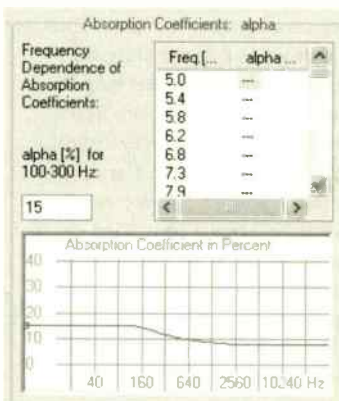 Absorption Coefficients: alpha
Frequency
Dependence of
Absorption
Coefficients:
alpha [%] for
100-300 Hz:
15
Freq.[... alpha ...
5.0 ---
5.4 ---
5.8 ---
6.2 ---
6.8 ---
7.3 ---
7.9 ---
Absorption Coefficient in Percent
40
30
20
10
0
40 160 640 2560 10240 Hz